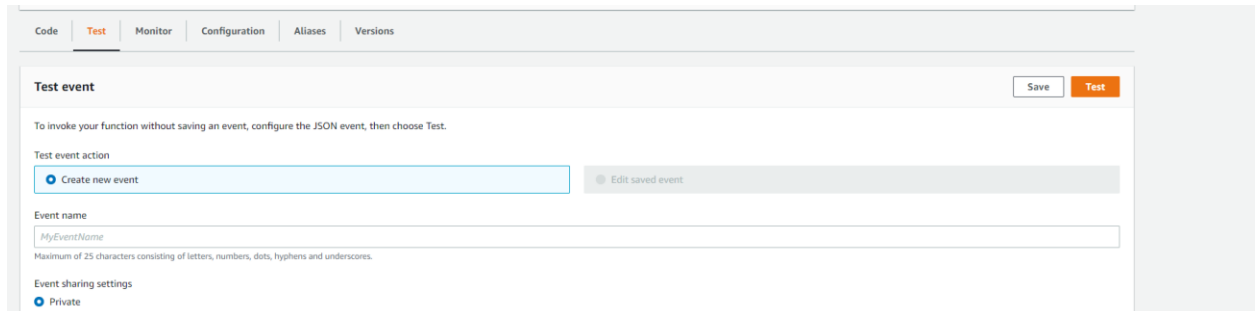 Code Test Monitor Configuration Aliases Versions
Test event Save Test
To invoke your function without saving an event, configure the JSON event, then choose Test.
Test event action
Create new event Edit saved event
Event name
MyEventName
Maximum of 25 characters consisting of letters, numbers, dots, hyphens and underscores.
Event sharing settings
Private